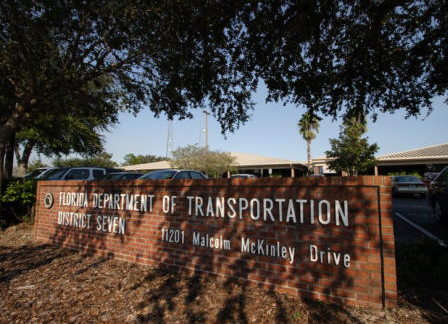 FLORIDA DEPARTMENT OF TRANSPORTATION
DISTRICT SEVEN
11201 Malcolm McKinley Drive